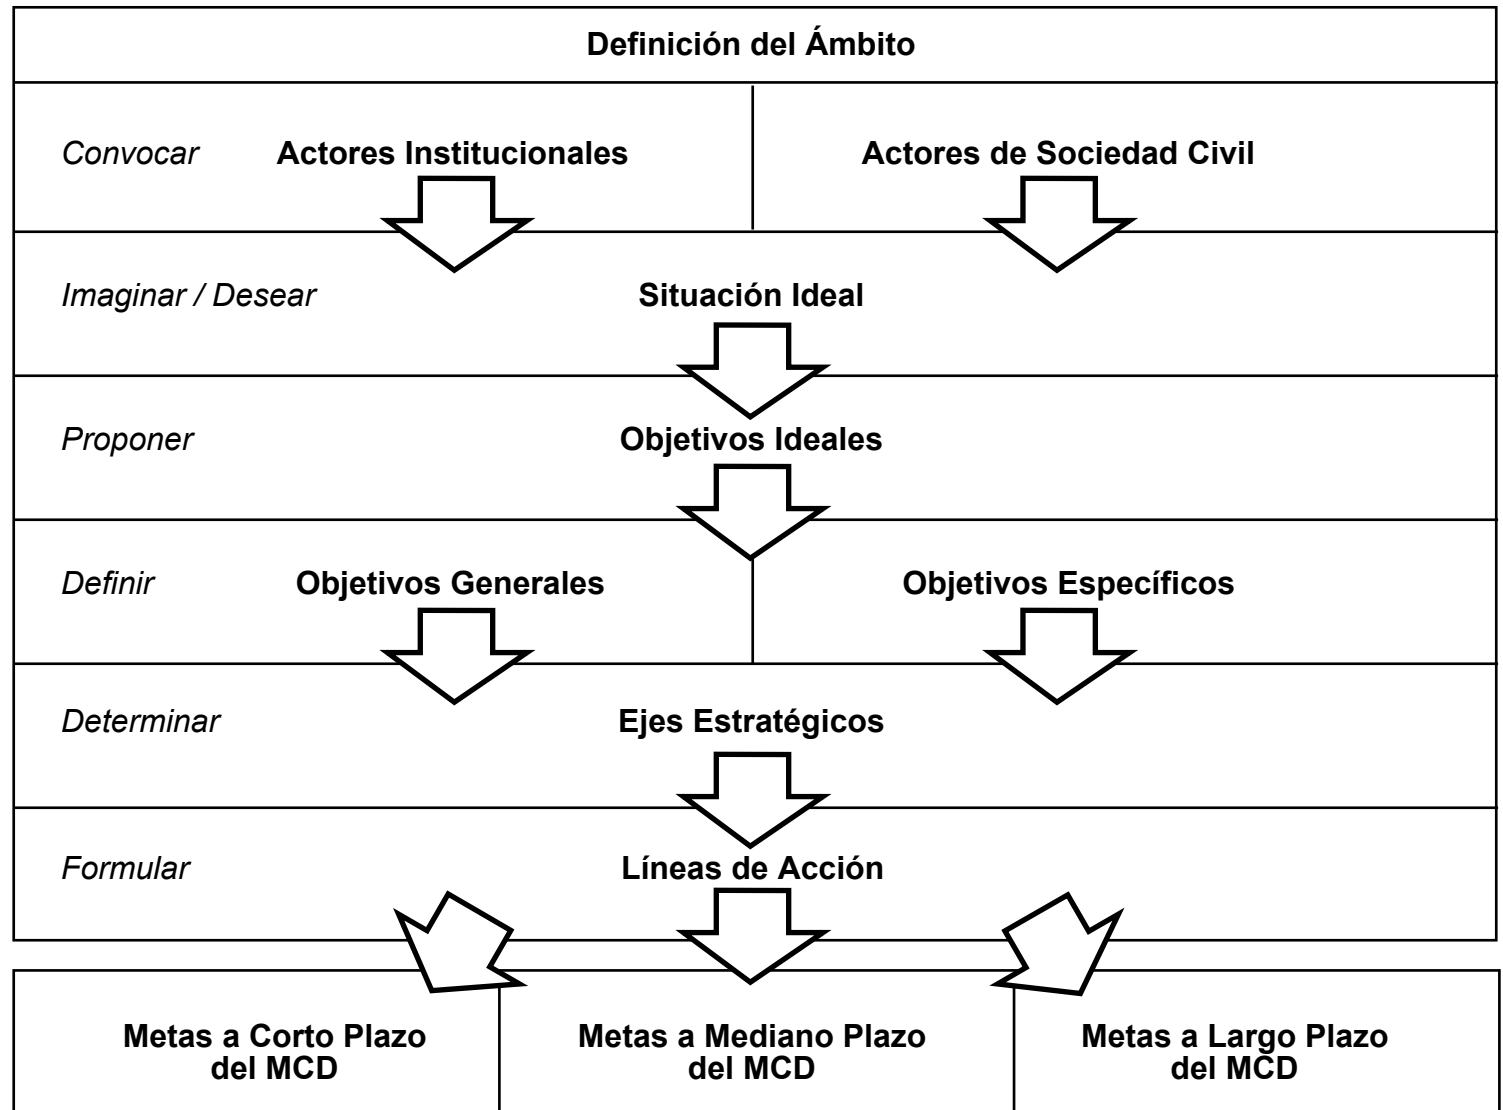 Definición del Ámbito
Convocar Actores Institucionales Actores de Sociedad Civil
Imaginar / Desear Situación Ideal
Proponer Objetivos Ideales
Definir Objetivos Generales Objetivos Específicos
Determinar Ejes Estratégicos
Formular Líneas de Acción
Metas a Corto Plazo
del MCD
Metas a Mediano Plazo
del MCD
Metas a Largo Plazo
del MCD